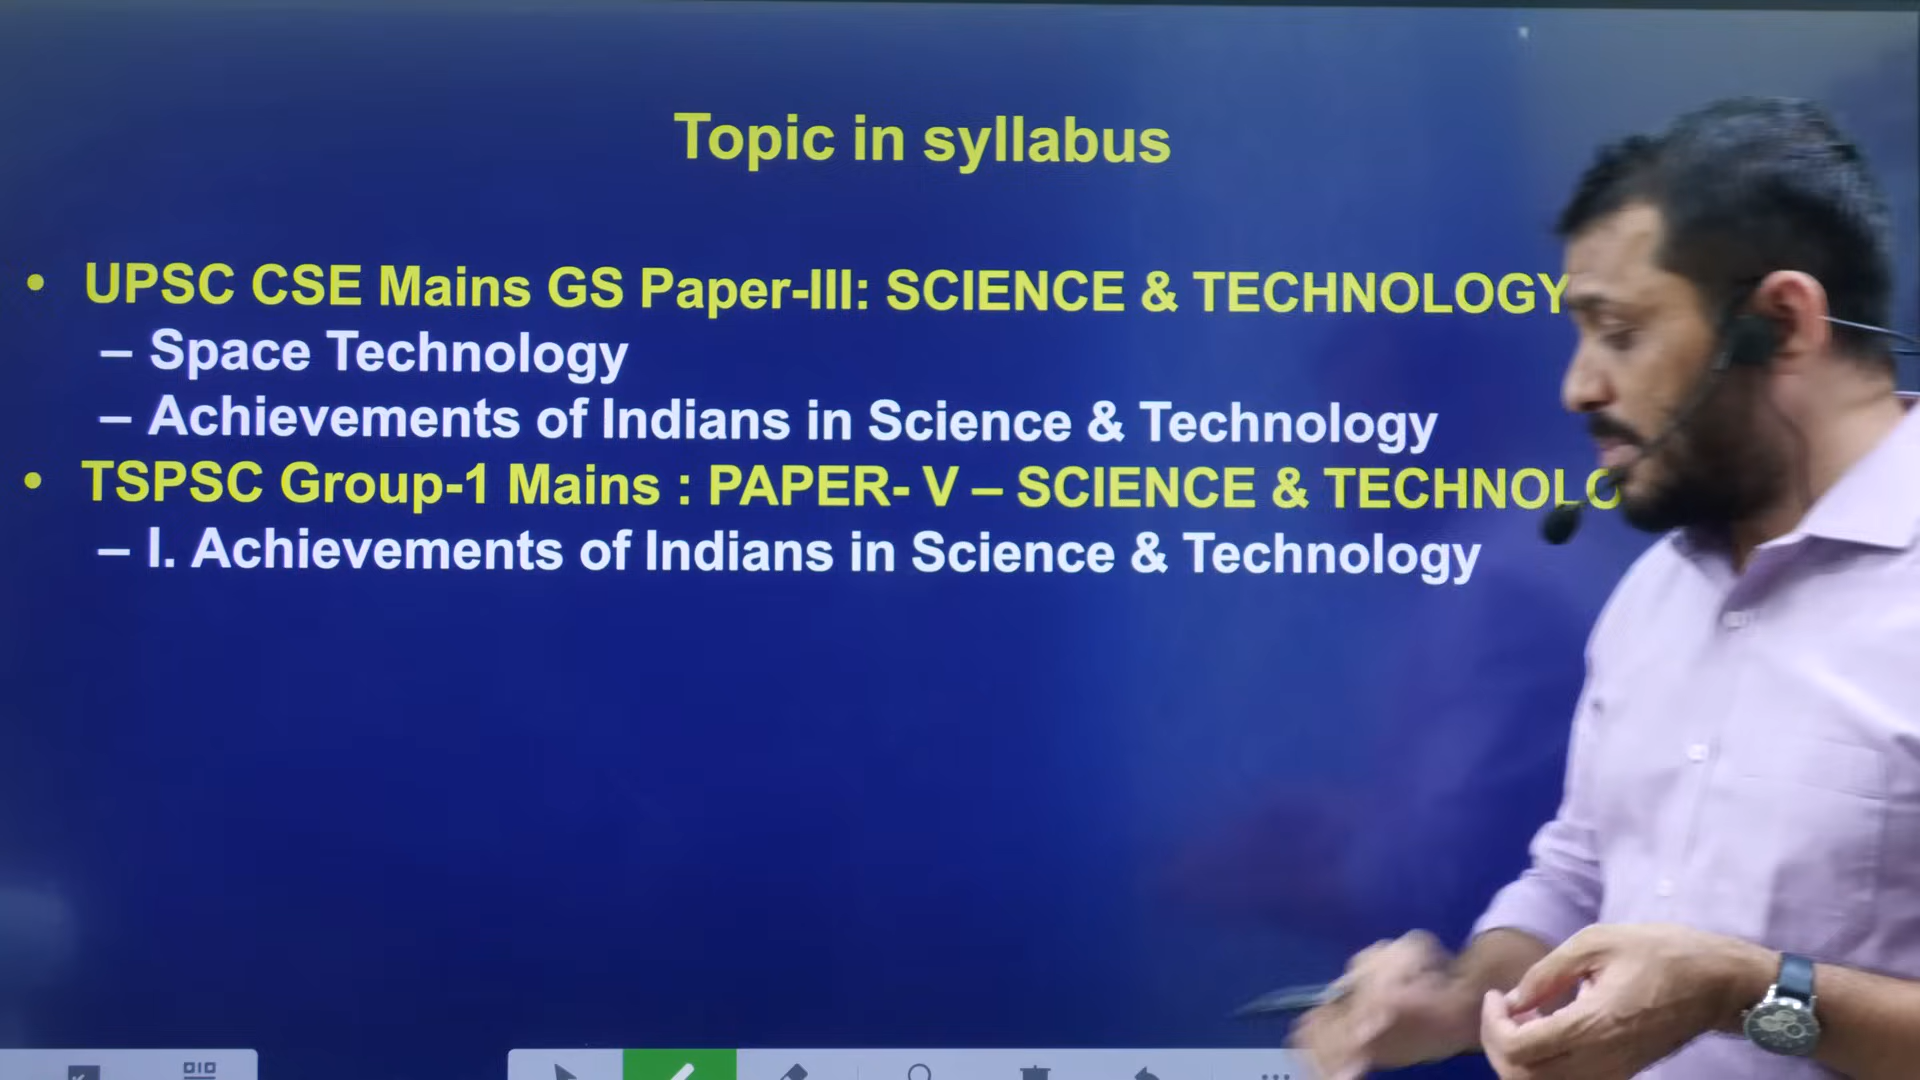 Topic in syllabus
• UPSC CSE Mains GS Paper-III: SCIENCE & TECHNOLOGY
– Space Technology
– Achievements of Indians in Science & Technology
• TSPSC Group-1 Mains : PAPER- V – SCIENCE & TECHNOLO
– I. Achievements of Indians in Science & Technology